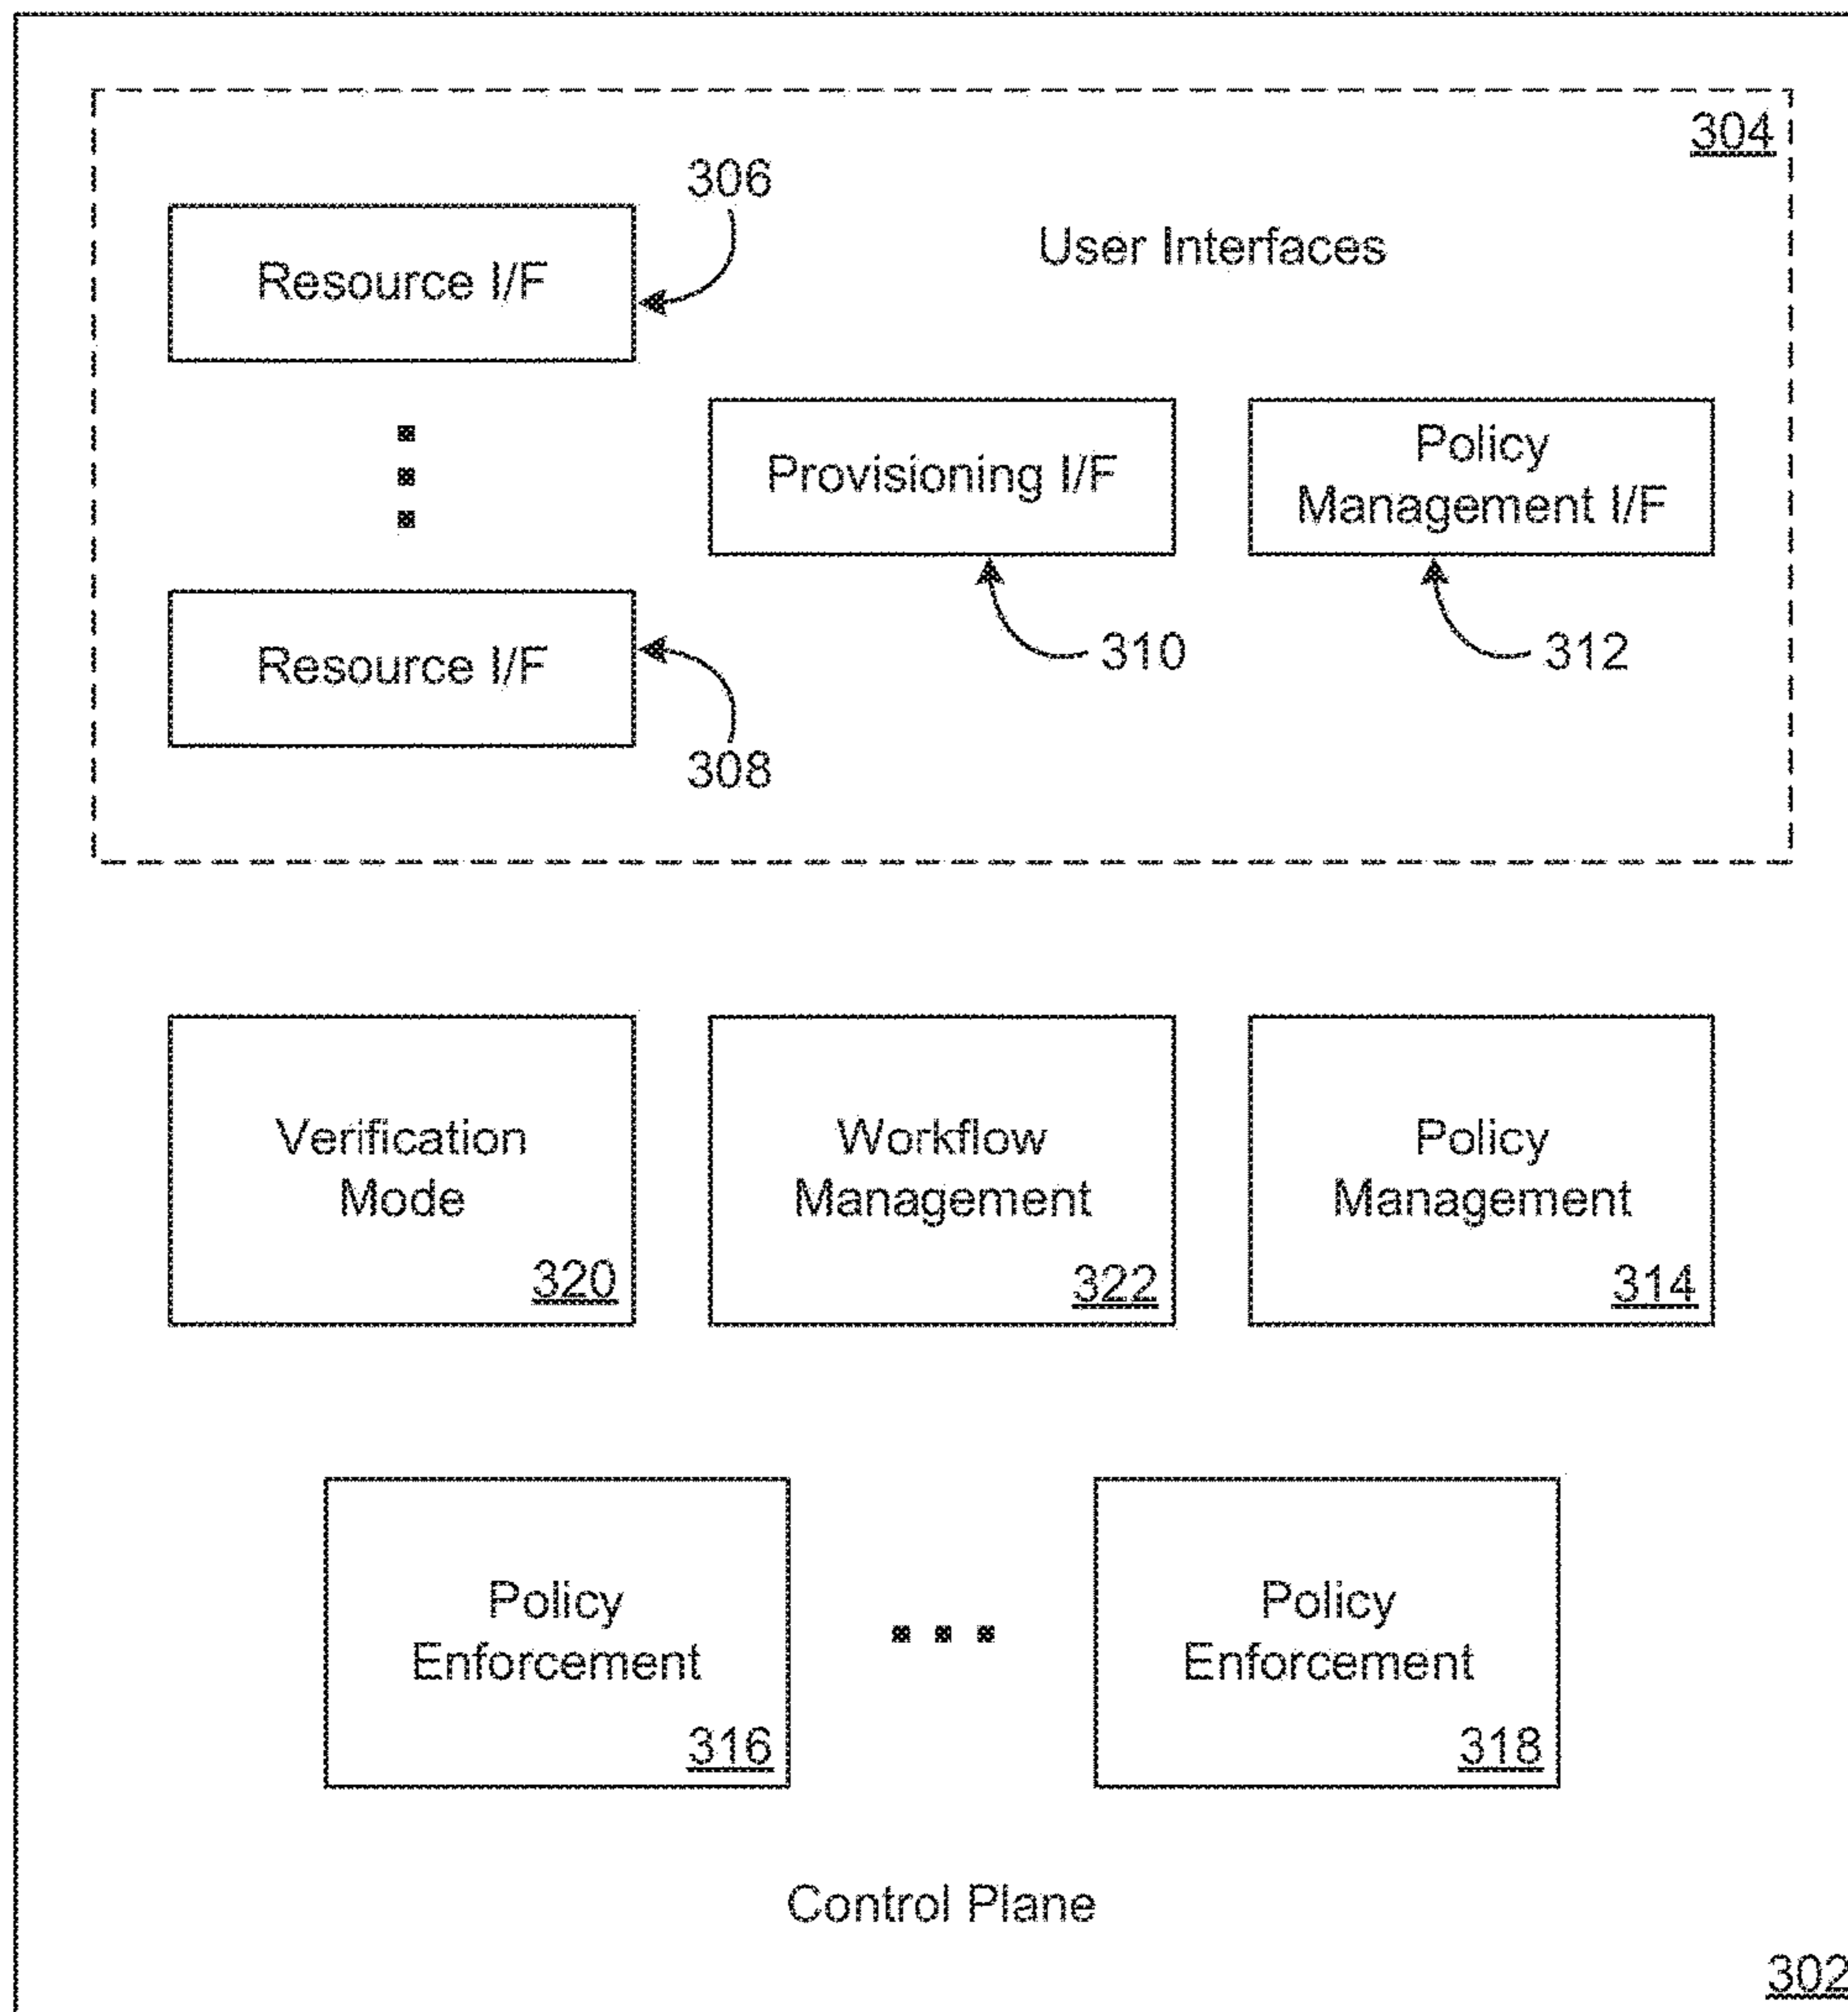 304
306
User Interfaces
Resource I/F
Provisioning I/F
Policy
Management I/F
Resource I/F
310
312
308
Verification
Mode
320
Workflow
Management
322
Policy
Management
314
Policy
Enforcement
316
Policy
Enforcement
318
Control Plane
302